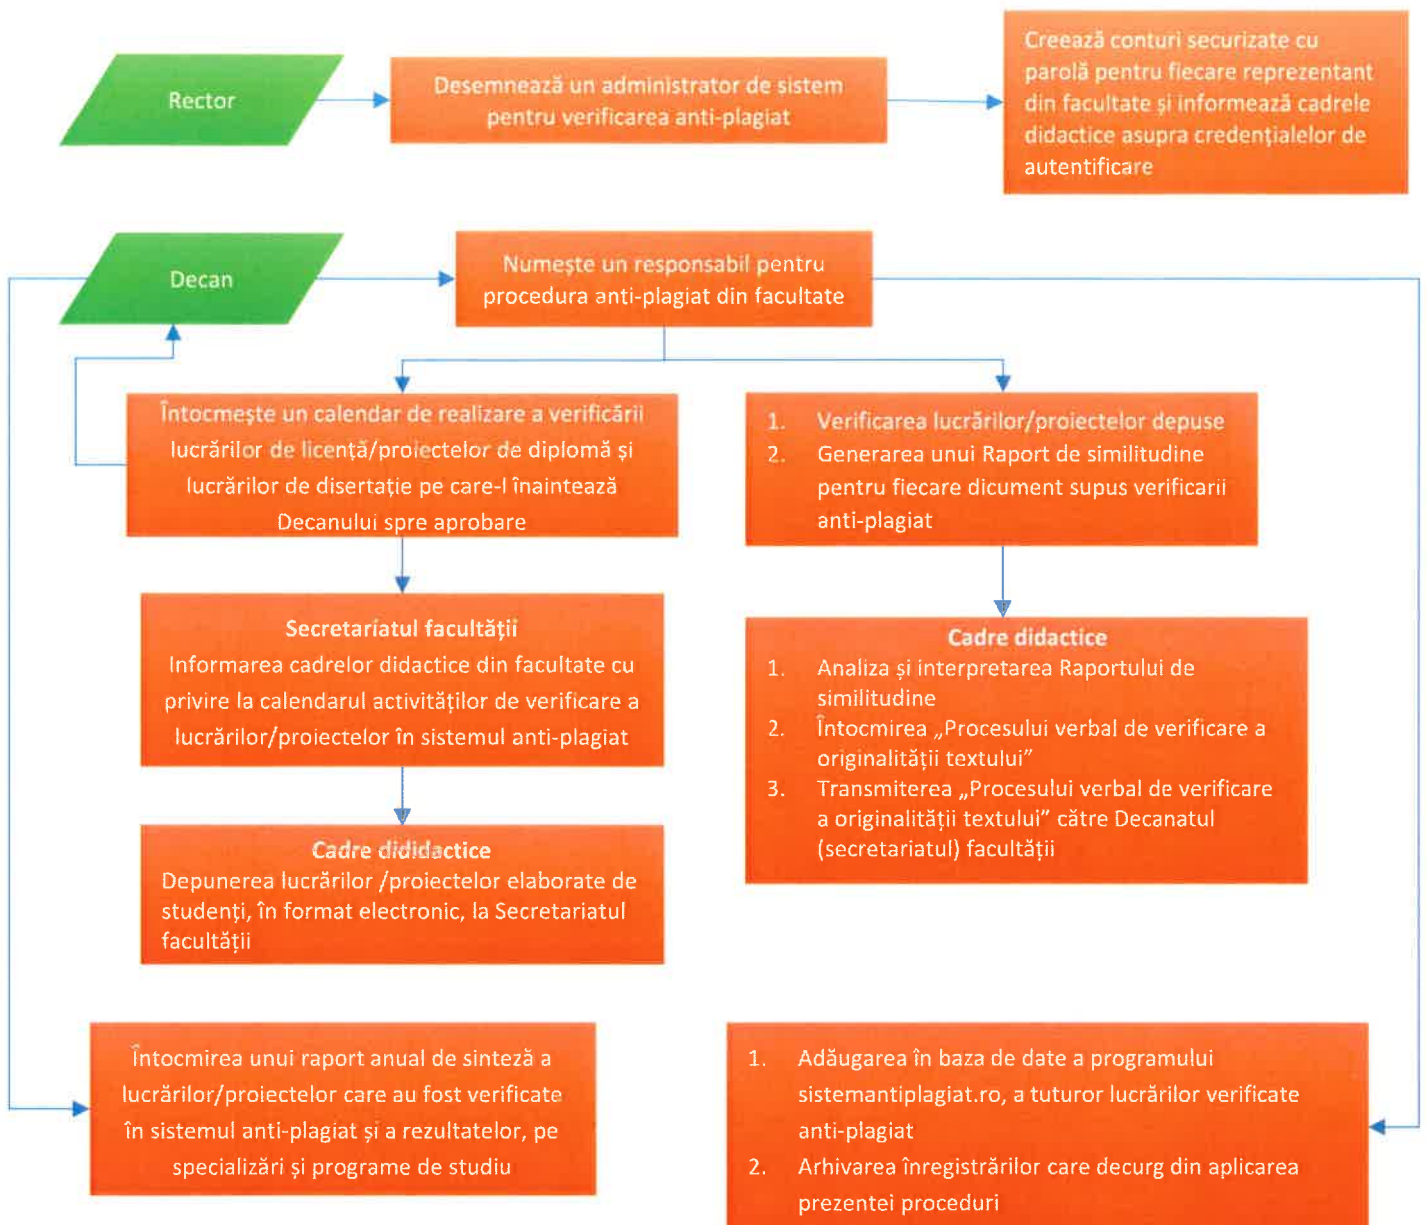 Rector
Desemnează un administrator de sistem
pentru verificarea anti-plagiat
Creează conturi securizate cu
parolă pentru fiecare reprezentant
din facultate și informează cadrele
didactice asupra credențialelor de
autentificare
Decan
Numește un responsabil pentru
procedura anti-plagiat din facultate
Întocmește un calendar de realizare a verificării
lucrărilor de licență/proiectelor de diplomă și
lucrărilor de disertație pe care-l înaintează
Decanului spre aprobare
1. Verificarea lucrărilor/proiectelor depuse
2. Generarea unui Raport de similitudine
pentru fiecare dicument supus verificarii
anti-plagiat
Secretariatul facultății
Informarea cadrelor didactice din facultate cu
privire la calendarul activităților de verificare a
lucrărilor/proiectelor în sistemul anti-plagiat
Cadre didactice
1. Analiza și interpretarea Raportului de
similitudine
2. Întocmirea „Procesului verbal de verificare a
originalității textului”
3. Transmiterea „Procesului verbal de verificare
a originalității textului” către Decanatul
(secretariatul) facultății
Cadre dididactice
Depunerea lucrărilor /proiectelor elaborate de
studenți, în format electronic, la Secretariatul
facultății
Întocmirea unui raport anual de sinteză a
lucrărilor/proiectelor care au fost verificate
în sistemul anti-plagiat și a rezultatelor, pe
specializări și programe de studiu
1. Adăugarea în baza de date a programului
sistemantiplagiat.ro, a tuturor lucrărilor verificate
anti-plagiat
2. Arhivarea înregistrărilor care decurg din aplicarea
prezentei proceduri